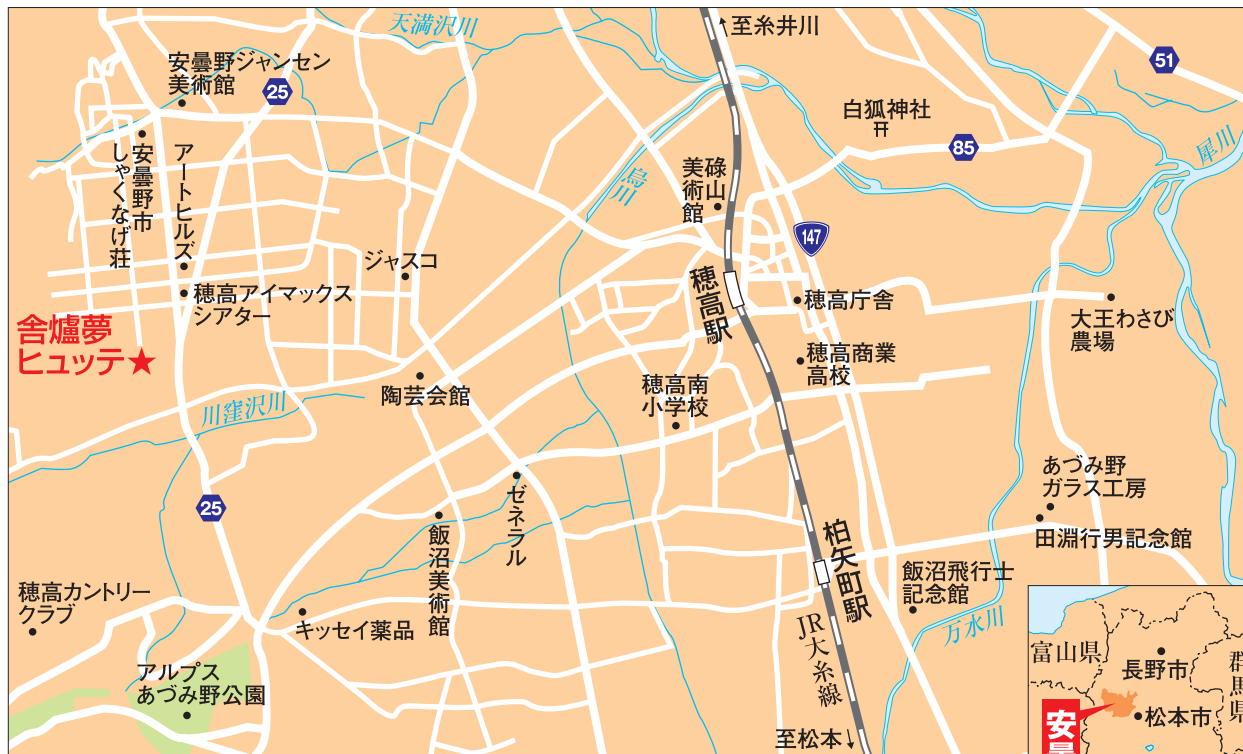 天満沢川
↑至糸井川
安曇野ジャンセン
美術館
25
51
白狐神社
85
犀川
安曇野市
しゃくなげ荘
アートヒルズ
烏川
碌山
美術館
147
ジャスコ
穂高アイマックス
シアター
穂高駅
穂高庁舎
大王わさび
農場
舎爐夢
ヒュッテ★
穂高商業
高校
陶芸会館
穂高南
小学校
川窪沢川
あづみ野
ガラス工房
25
ゼネラル
飯沼美術館
柏矢町駅
田淵行男記念館
飯沼飛行士
記念館
穂高カントリー
クラブ
キッセイ薬品
JR大糸線
万水川
アルプス
あづみ野公園
至松本↓
富山県
長野市
群馬県
松本市